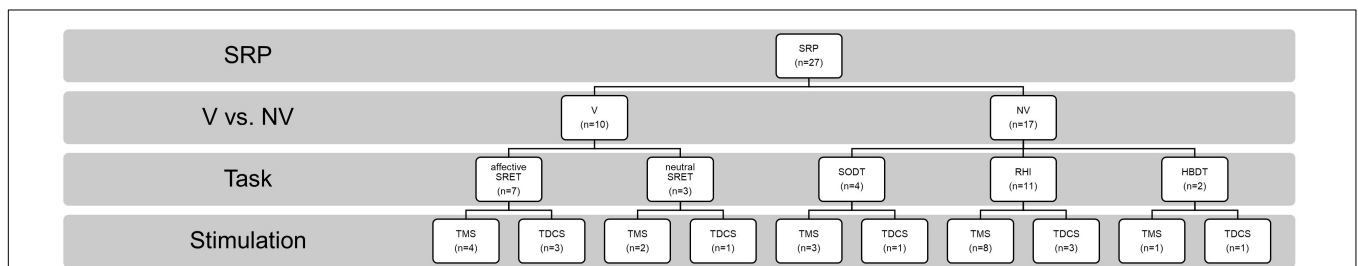 SRP
SRP
(n=27)
V vs. NV
V
(n=10)
NV
(n=17)
Task
affective
SRET
(n=7)
neutral
SRET
(n=3)
SODT
(n=4)
RHI
(n=11)
HBDT
(n=2)
Stimulation
TMS
(n=4)
TDCS
(n=3)
TMS
(n=2)
TDCS
(n=1)
TMS
(n=3)
TDCS
(n=1)
TMS
(n=8)
TDCS
(n=3)
TMS
(n=1)
TDCS
(n=1)